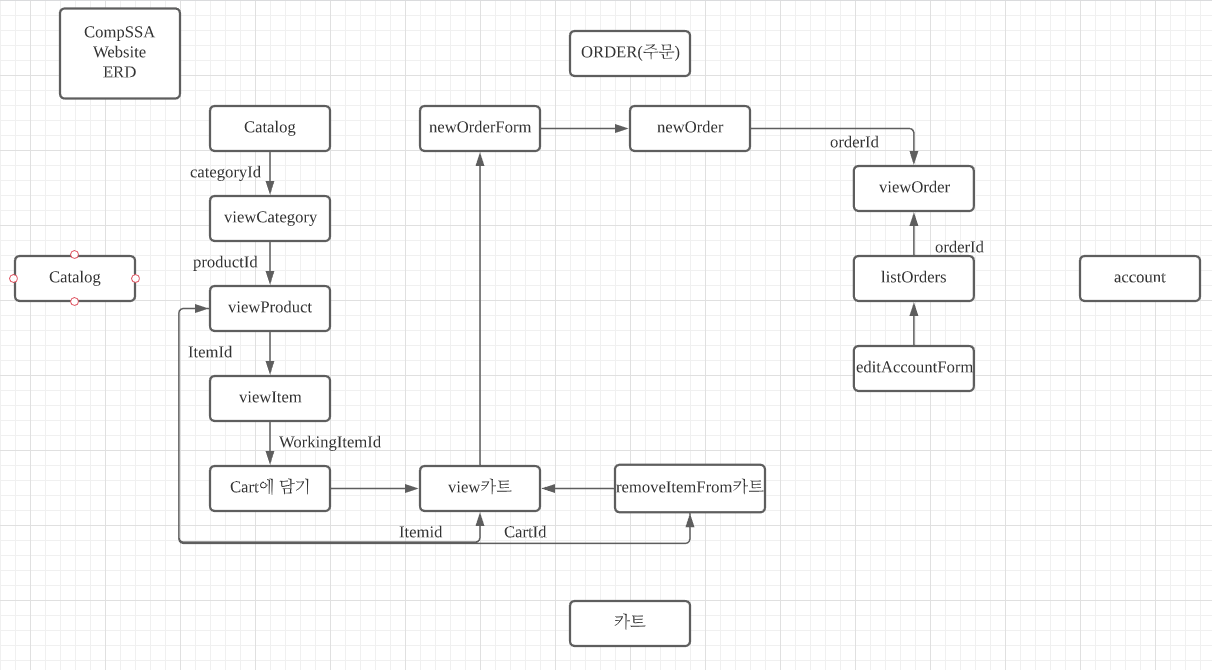 CompSSA
Website
ERD
ORDER(주문)
Catalog
newOrderForm
newOrder
orderId
categoryId
viewOrder
viewCategory
orderId
productId
Catalog
listOrders
account
viewProduct
ItemId
editAccountForm
viewItem
WorkingItemId
Cart에 담기
view카트
removeItemFrom카트
Itemid
CartId
카트